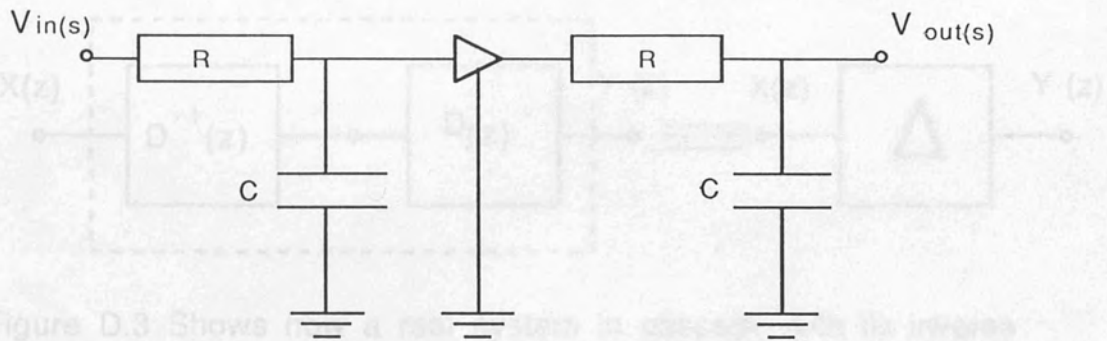 Vin(s) V out(s)
R R
X(z) Y (z) X(z) Y (z)
D (z) D(z) Δ
C C
Figure D.3 Shows how a real system in cascade with its inverse